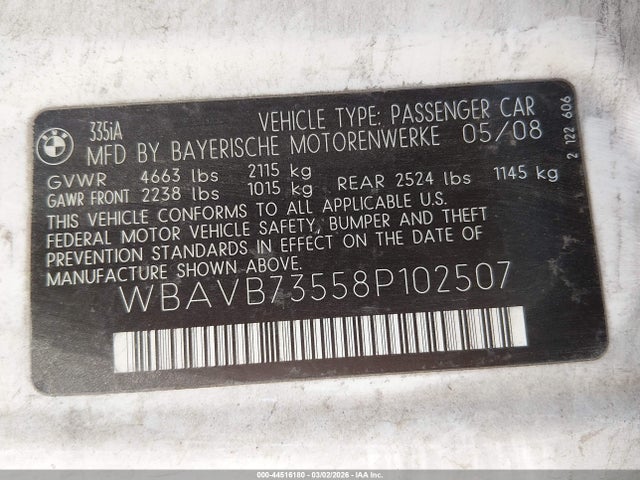 BMW
335iA
VEHICLE TYPE: PASSENGER CAR
MFD BY BAYERISCHE MOTORENWERKE 05/08
GVWR 4663 lbs 2115 kg
GAWR FRONT 2238 lbs 1015 kg REAR 2524 lbs 1145 kg
THIS VEHICLE CONFORMS TO ALL APPLICABLE U.S.
FEDERAL MOTOR VEHICLE SAFETY, BUMPER AND THEFT
PREVENTION STANDARDS IN EFFECT ON THE DATE OF
MANUFACTURE SHOWN ABOVE.
WBAVB73558P102507
2 122 606
000-44516180 - 03/02/2026 - IAA, Inc.